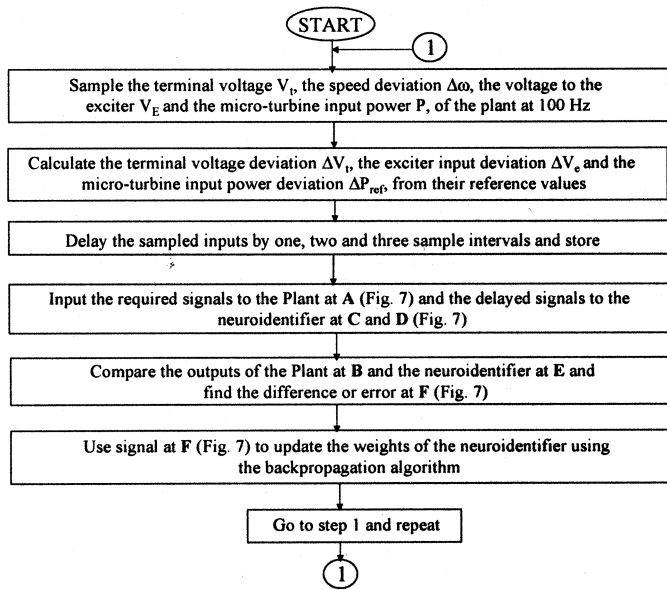 START
1
Sample the terminal voltage Vt, the speed deviation Δω, the voltage to the
exciter VE and the micro-turbine input power P, of the plant at 100 Hz
Calculate the terminal voltage deviation ΔVt, the exciter input deviation ΔVe and the
micro-turbine input power deviation ΔPref, from their reference values
Delay the sampled inputs by one, two and three sample intervals and store
Input the required signals to the Plant at A (Fig. 7) and the delayed signals to the
neuroidentifier at C and D (Fig. 7)
Compare the outputs of the Plant at B and the neuroidentifier at E and
find the difference or error at F (Fig. 7)
Use signal at F (Fig. 7) to update the weights of the neuroidentifier using
the backpropagation algorithm
Go to step 1 and repeat
1